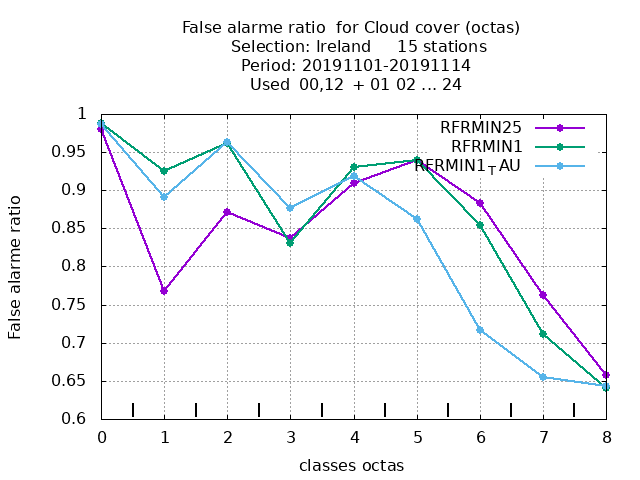 False alarme ratio  for Cloud cover (octas)
Selection: Ireland     15 stations
Period: 20191101-20191114
Used  00,12  + 01 02 ... 24
RFRMIN25
RFRMIN1
RFRMIN1TAU
1
0.95
0.9
0.85
0.8
0.75
0.7
0.65
0.6
False alarme ratio
0 1 2 3 4 5 6 7 8
classes octas